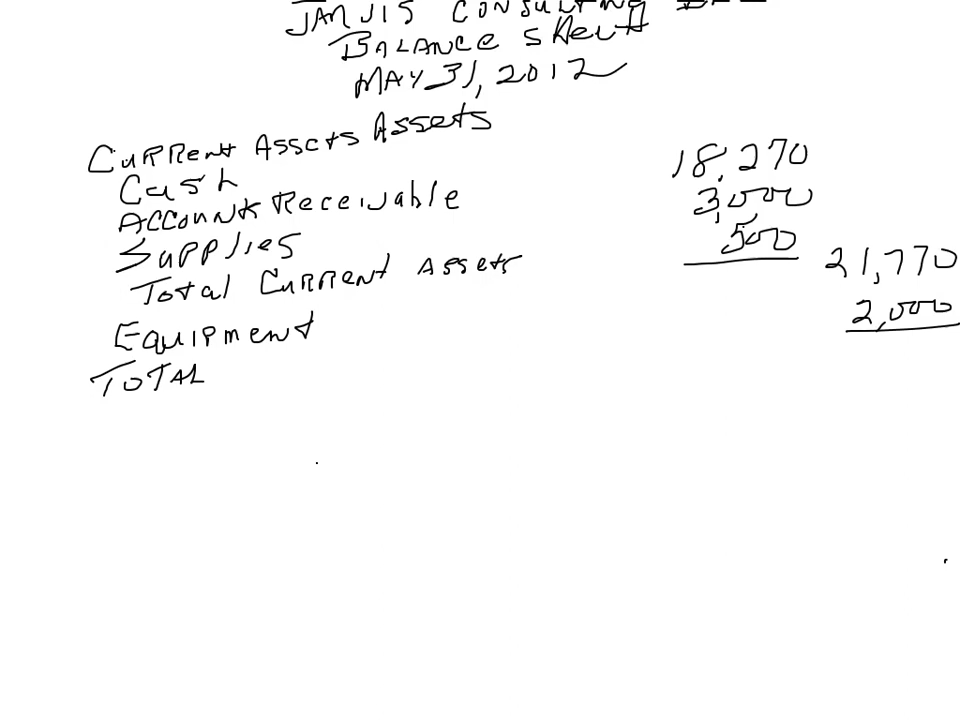 JARVIS CONSULTING
BALANCE SHEET
MAY 31, 2012
ASSETS
CURRENT ASSETS
Cash 18,270
ACCOUNTS Receivable 3,000
Supplies 500
Total CURRENT ASSETS 21,770
EQUIPMENT 2,000
TOTAL